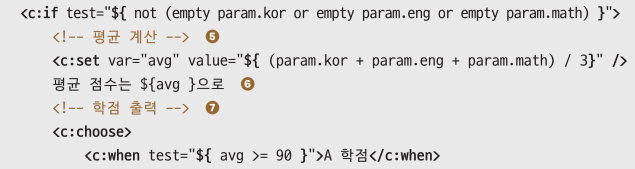 <c:if test="${ not (empty param.kor or empty param.eng or empty param.math) }">
<!-- 평균 계산 --> ❺
<c:set var="avg" value="${ (param.kor + param.eng + param.math) / 3}" />
평균 점수는 ${avg }으로 ❻
<!-- 학점 출력 --> ❼
<c:choose>
<c:when test="${ avg >= 90 }">A 학점</c:when>